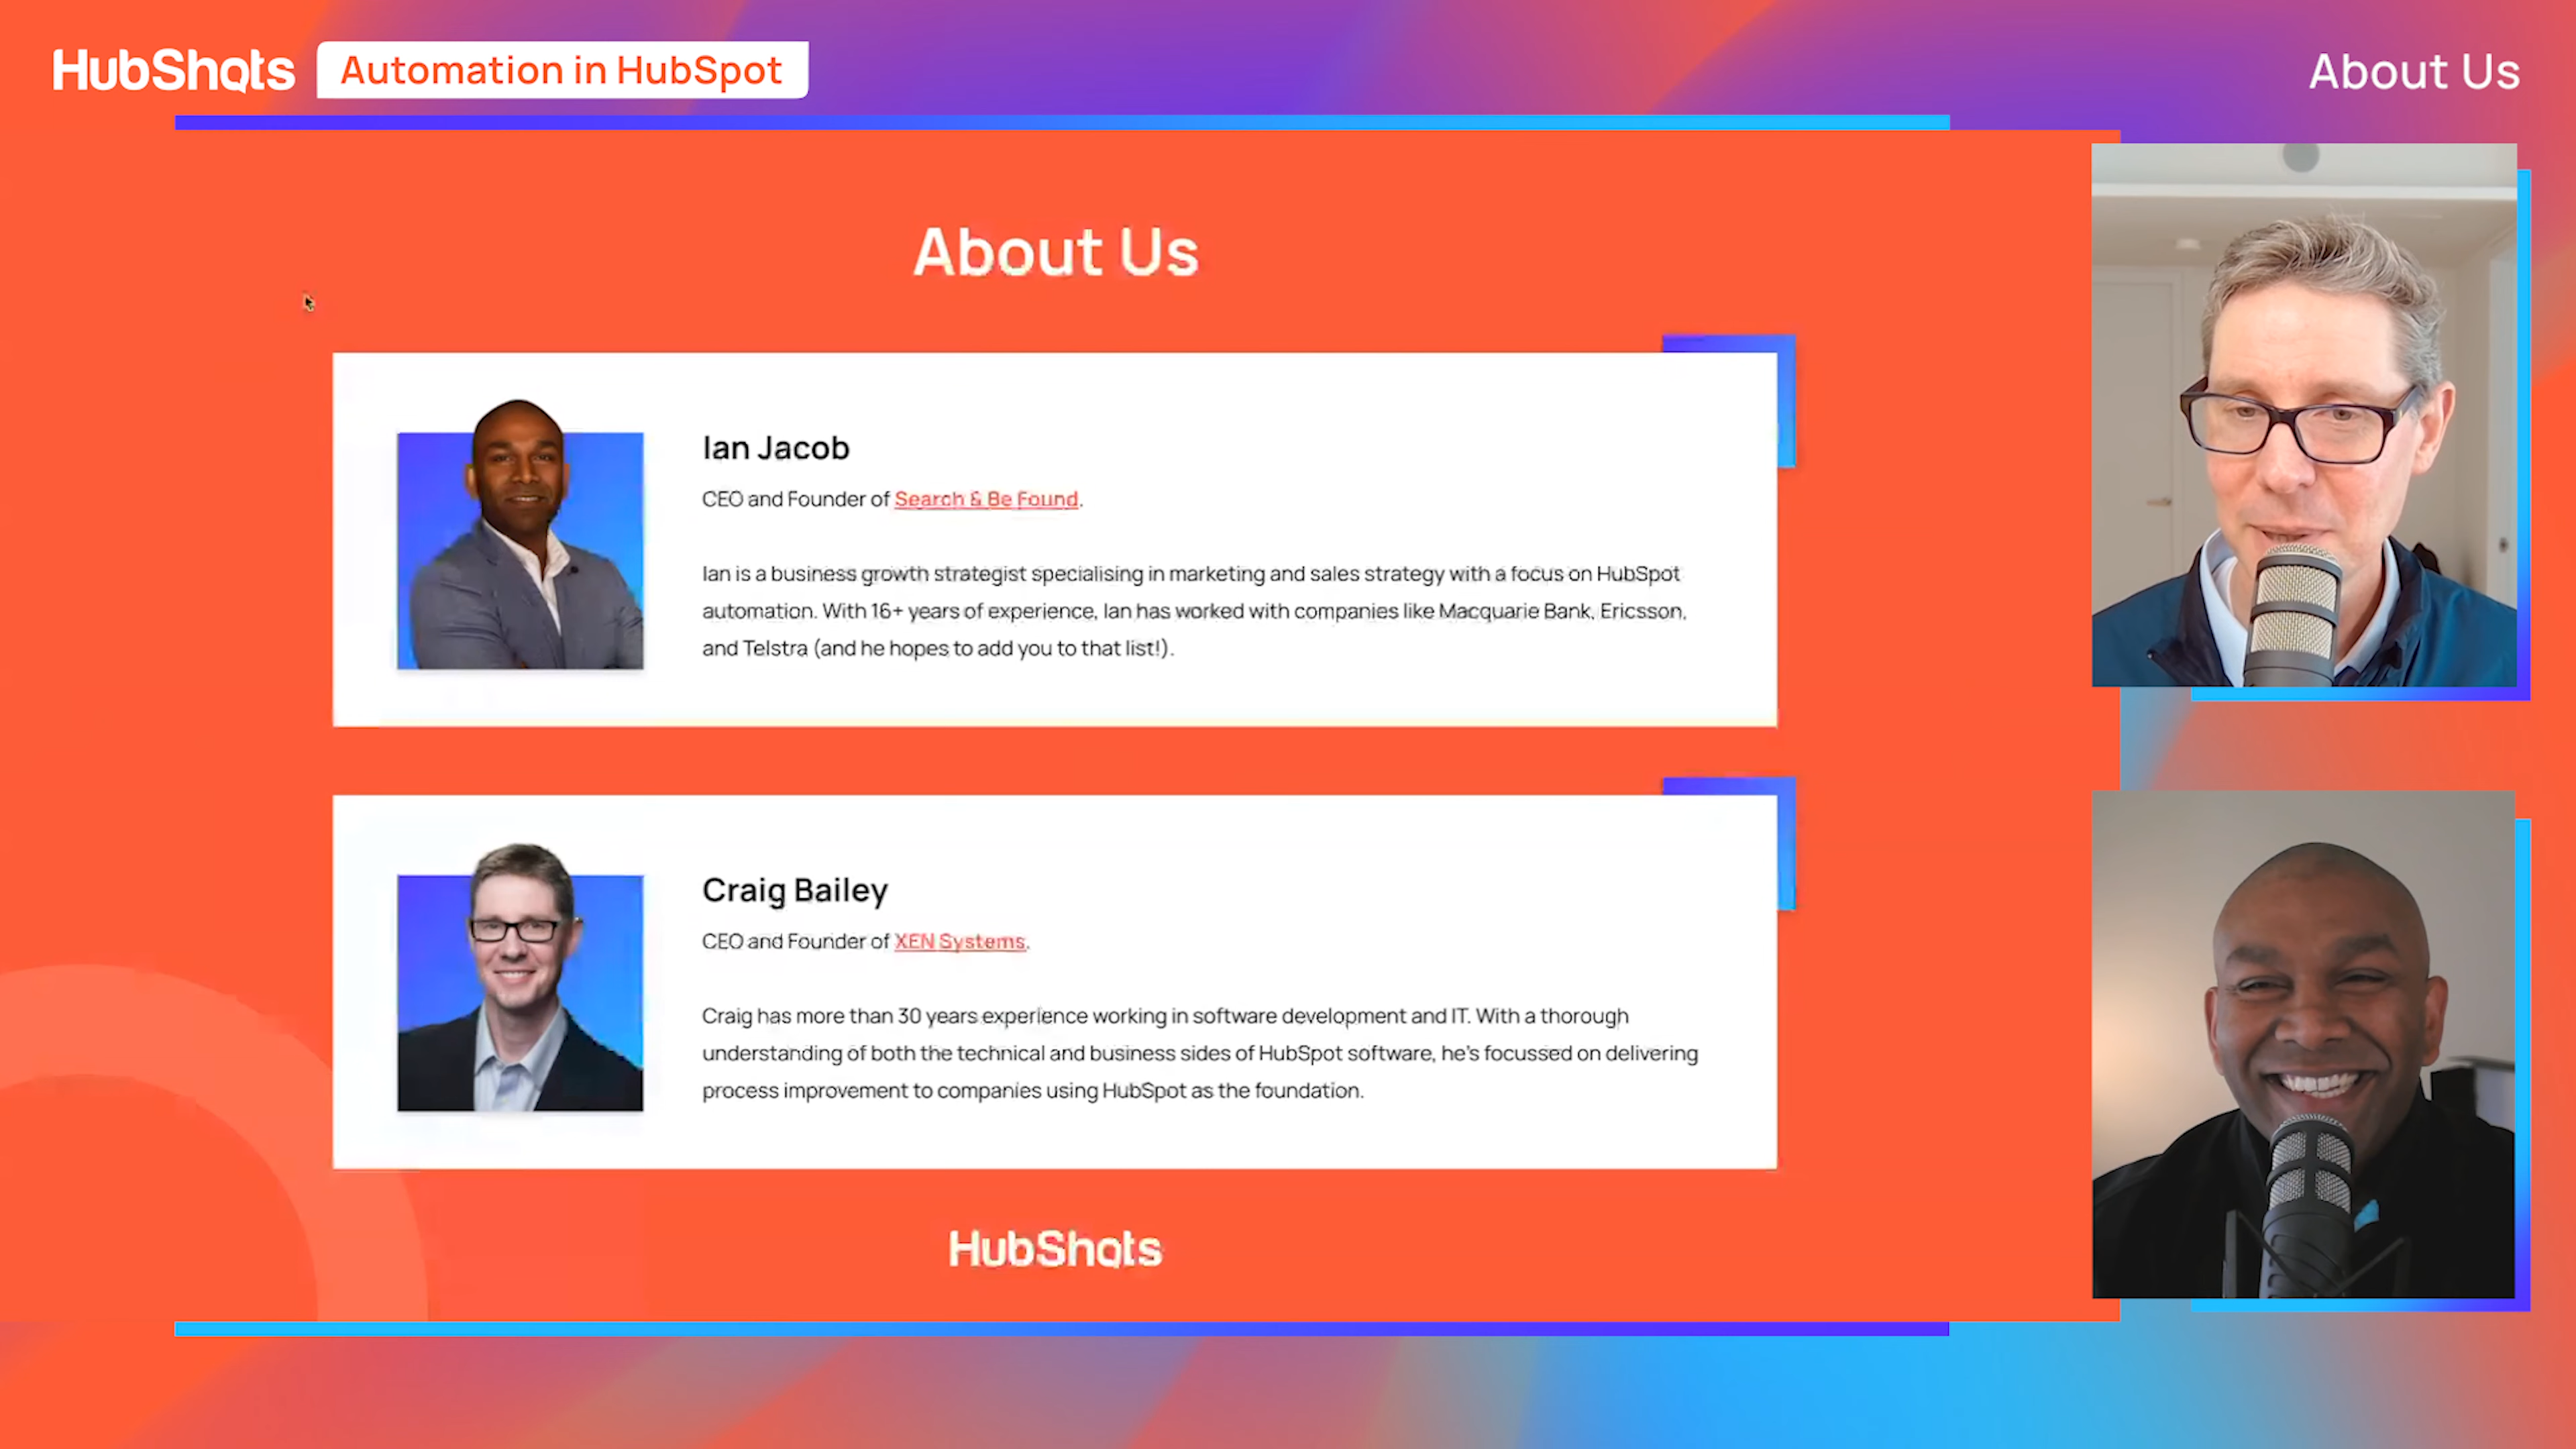 HubShots
Automation in HubSpot
About Us
About Us
Ian Jacob
CEO and Founder of Search & Be Found.
Ian is a business growth strategist specialising in marketing and sales strategy with a focus on HubSpot
automation. With 16+ years of experience, Ian has worked with companies like Macquarie Bank, Ericsson,
and Telstra (and he hopes to add you to that list!).
Craig Bailey
CEO and Founder of XEN Systems.
Craig has more than 30 years experience working in software development and IT. With a thorough
understanding of both the technical and business sides of HubSpot software, he's focussed on delivering
process improvement to companies using HubSpot as the foundation.
HubShots